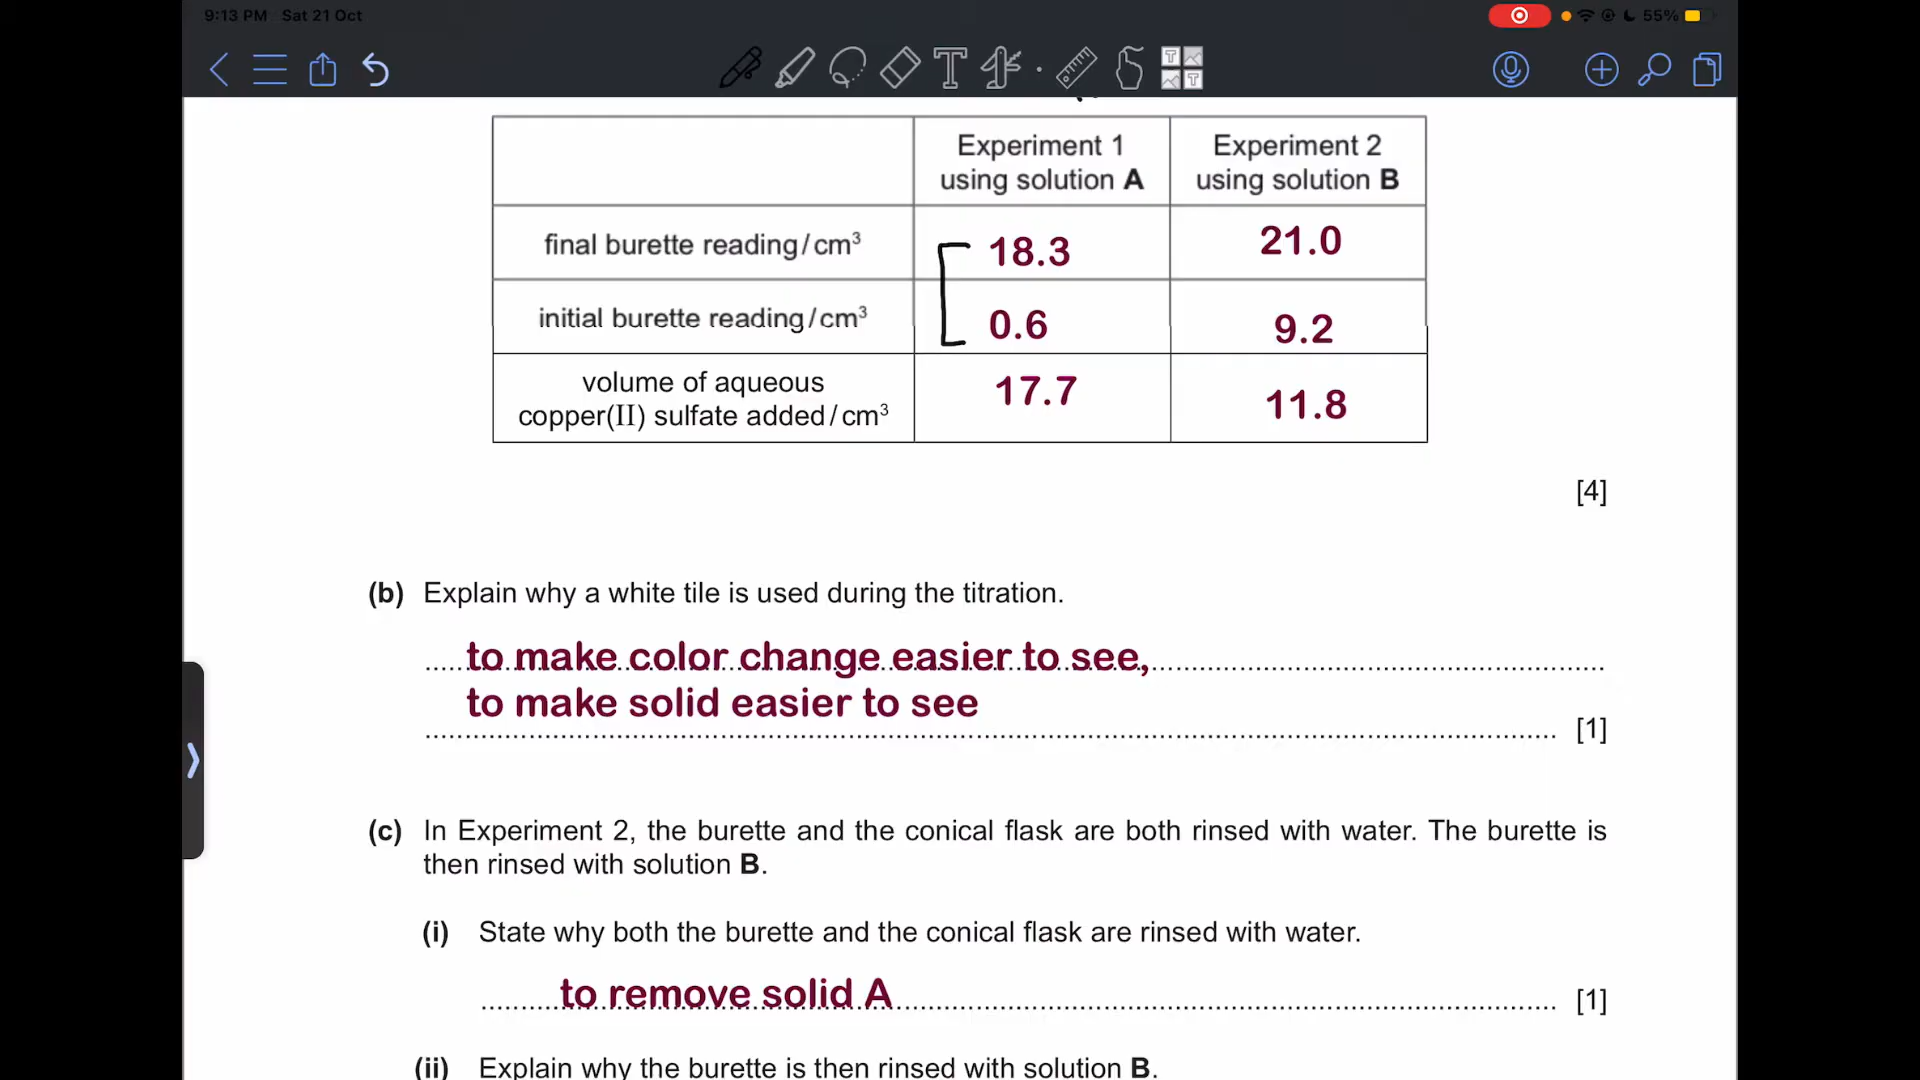 9:13 PM Sat 21 Oct
55%
Experiment 1 using solution A
Experiment 2 using solution B
final burette reading/cm³ 18.3 21.0
initial burette reading/cm³ 0.6 9.2
volume of aqueous copper(II) sulfate added/cm³ 17.7 11.8
[4]
(b) Explain why a white tile is used during the titration.
to make color change easier to see,
to make solid easier to see
[1]
(c) In Experiment 2, the burette and the conical flask are both rinsed with water. The burette is
then rinsed with solution B.
(i) State why both the burette and the conical flask are rinsed with water.
to remove solid A [1]
(ii) Explain why the burette is then rinsed with solution B.